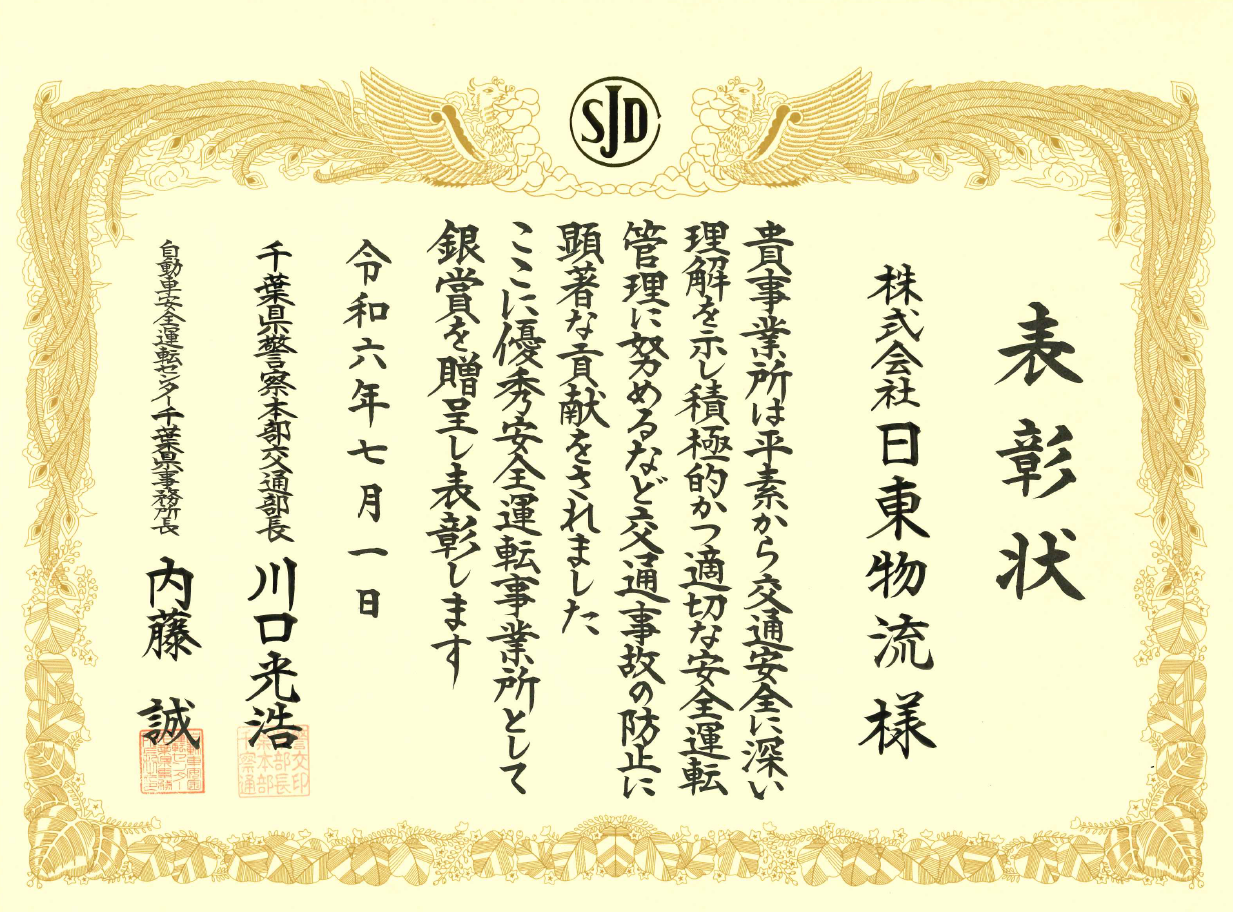 SJD
表彰状
株式会社日東物流様
貴事業所は平素から交通安全に深い
理解を示し積極的かつ適切な安全運転
管理に努めるなど交通事故の防止に
顕著な貢献をされました
ここに優秀安全運転事業所として
銀賞を贈呈し表彰します
令和六年七月一日
千葉県警察本部交通部長 川口光浩
自動車安全運転センター千葉県事務所長 内藤 誠